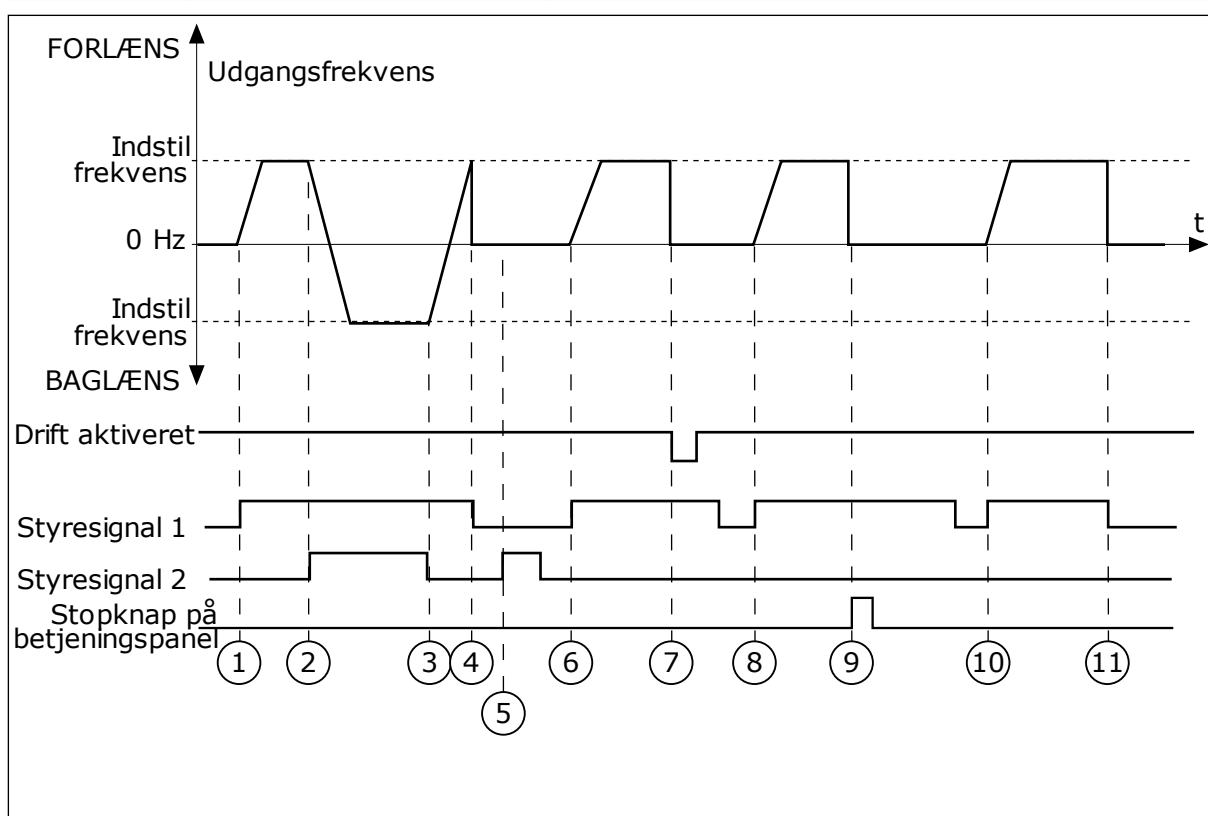 FORLÆNS
Udgangsfrekvens
Indstil
frekvens
0 Hz
t
Indstil
frekvens
BAGLÆNS
Drift aktiveret
Styresignal 1
Styresignal 2
Stopknap på
betjeningspanel
1 2 3 4 6 7 8 9 10 11
5